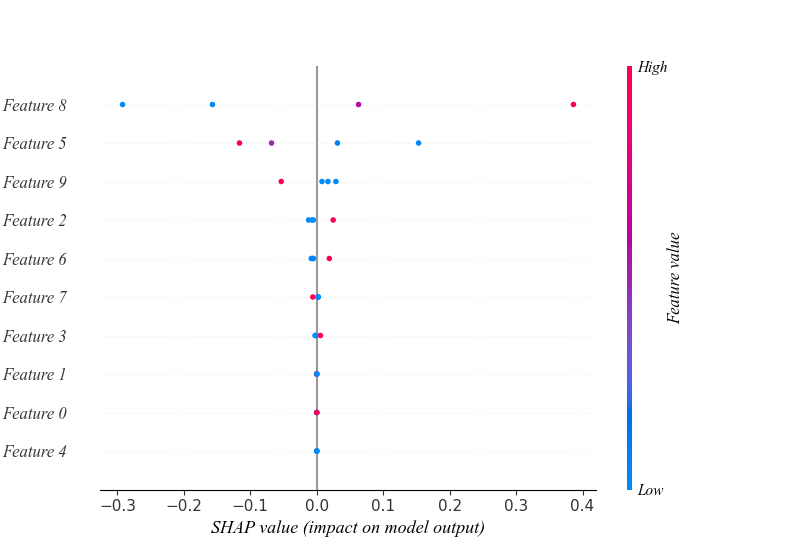 High
Feature 8
Feature 5
Feature 9
Feature 2
Feature 6
Feature 7
Feature 3
Feature 1
Feature 0
Feature 4
Feature value
Low
−0.3 −0.2 −0.1 0.0 0.1 0.2 0.3 0.4
SHAP value (impact on model output)